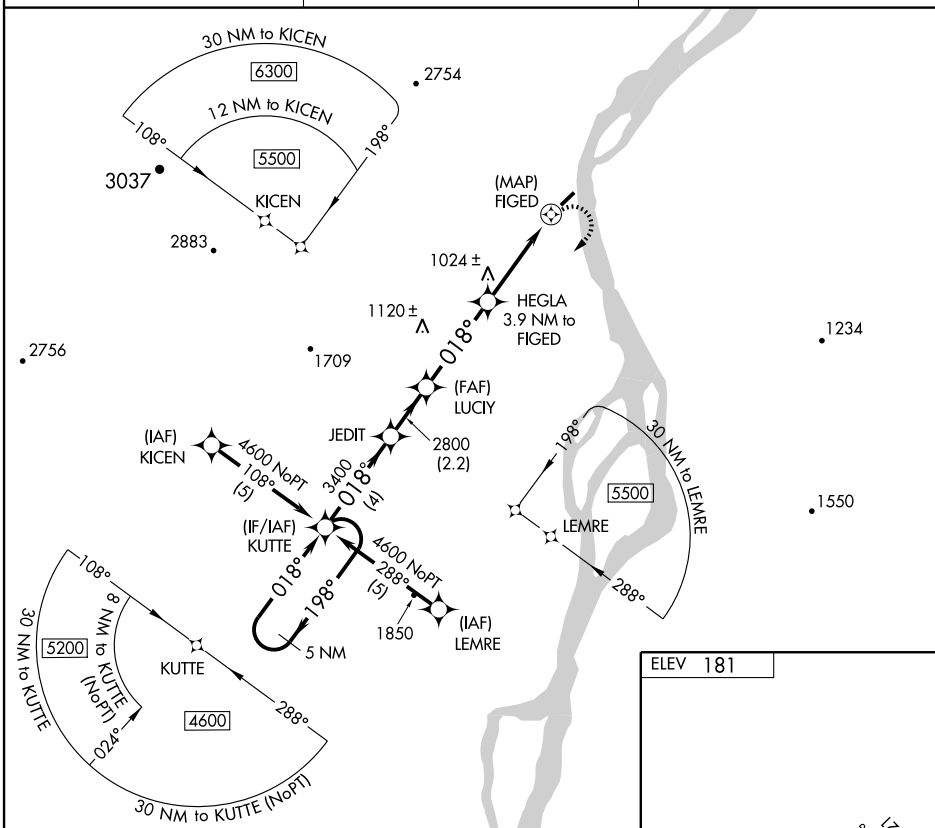 30 NM to KICEN
6300
12 NM to KICEN
5500
108°
198°
KICEN
2754
3037
2883
2756
1709
(MAP)
FIGED
1024 ±
1120 ±
HEGLA
3.9 NM to
FIGED
018°
1234
(FAF)
LUCIY
JEDIT
2800
(2.2)
(IAF)
KICEN
4600 NoPT
108°
(5)
3400
018°
(4)
(IF/IAF)
KUTTE
018°
198°
5 NM
4600 NoPT
288°
(5)
1850
(IAF)
LEMRE
198°
30 NM to LEMRE
5500
LEMRE
288°
1550
108°
30 NM to KUTTE
5200
8 NM to KUTTE
(NoPT)
024°
KUTTE
4600
288°
30 NM to KUTTE (NoPT)
ELEV 181